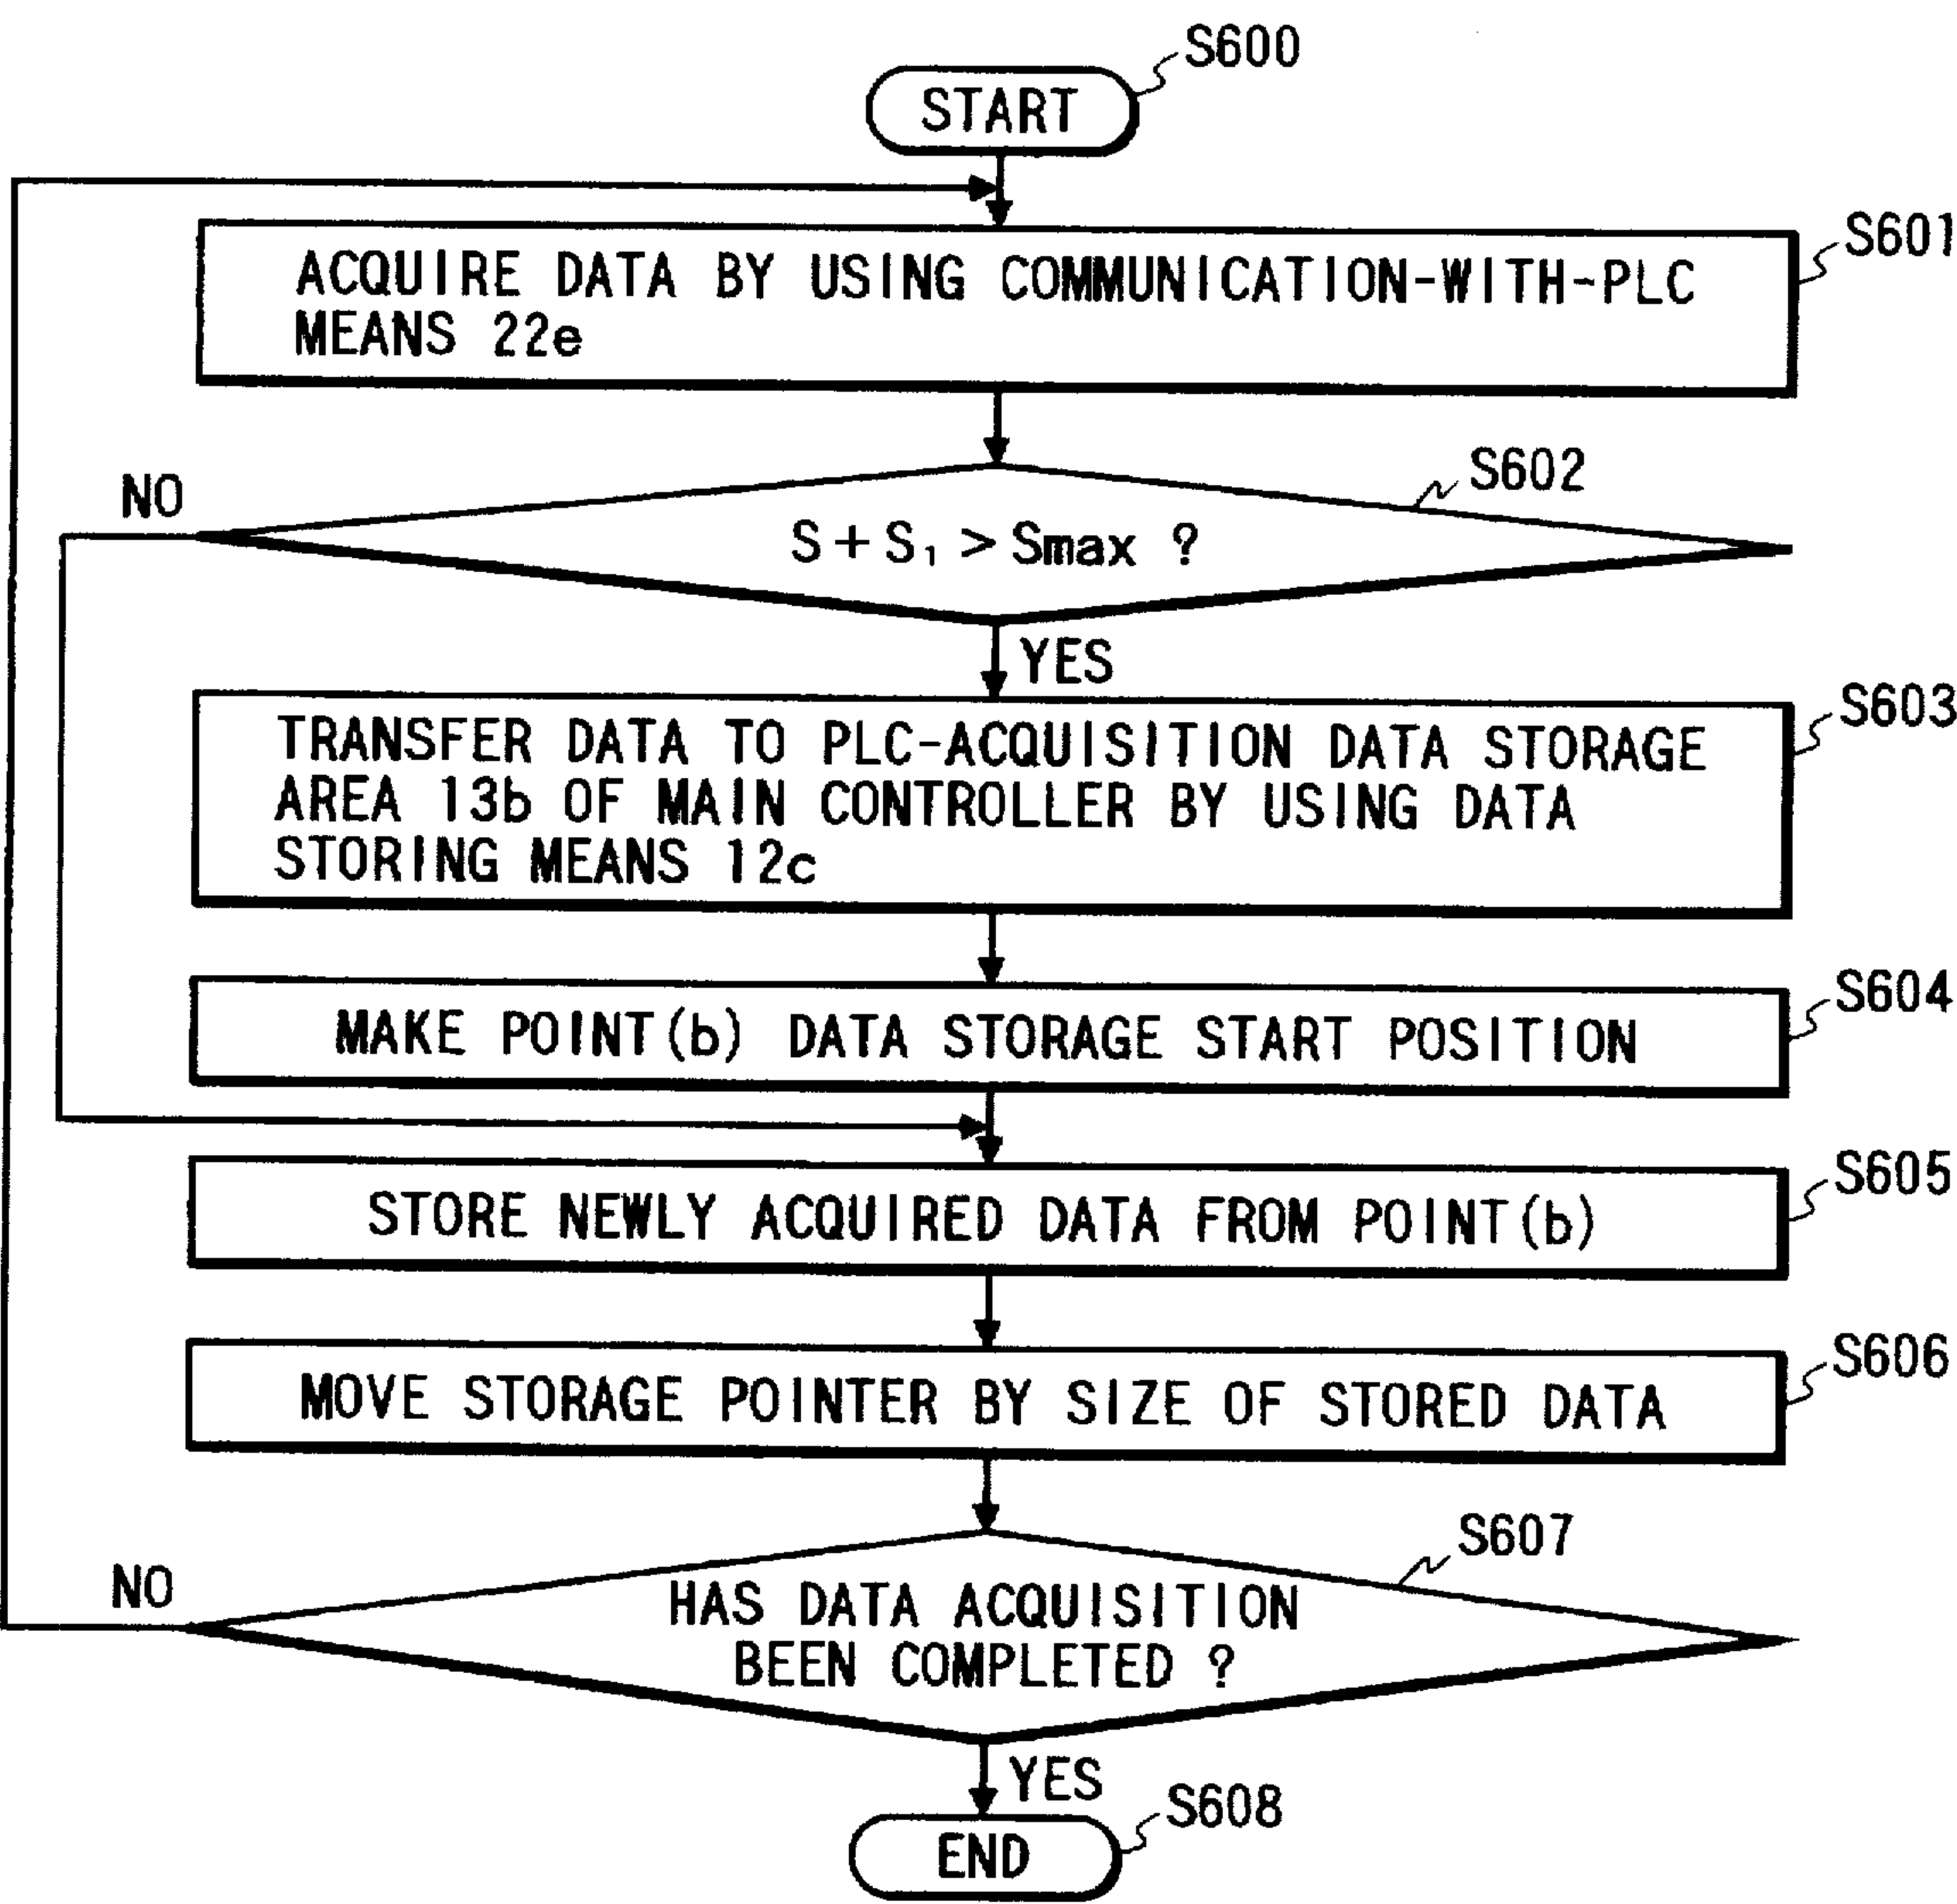 S600
START
S601
ACQUIRE DATA BY USING COMMUNICATION-WITH-PLC
MEANS 22e
S602
NO
S + S₁ > Smax ?
YES
S603
TRANSFER DATA TO PLC-ACQUISITION DATA STORAGE
AREA 13b OF MAIN CONTROLLER BY USING DATA
STORING MEANS 12c
S604
MAKE POINT(b) DATA STORAGE START POSITION
S605
STORE NEWLY ACQUIRED DATA FROM POINT(b)
S606
MOVE STORAGE POINTER BY SIZE OF STORED DATA
S607
NO
HAS DATA ACQUISITION
BEEN COMPLETED ?
YES
S608
END